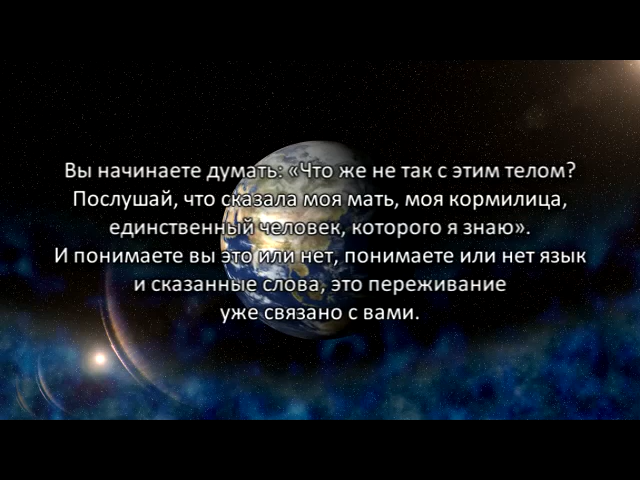 Вы начинаете думать: «Что же не так с этим телом?
Послушай, что сказала моя мать, моя кормилица,
единственный человек, которого я знаю».
И понимаете вы это или нет, понимаете или нет язык
и сказанные слова, это переживание
уже связано с вами.